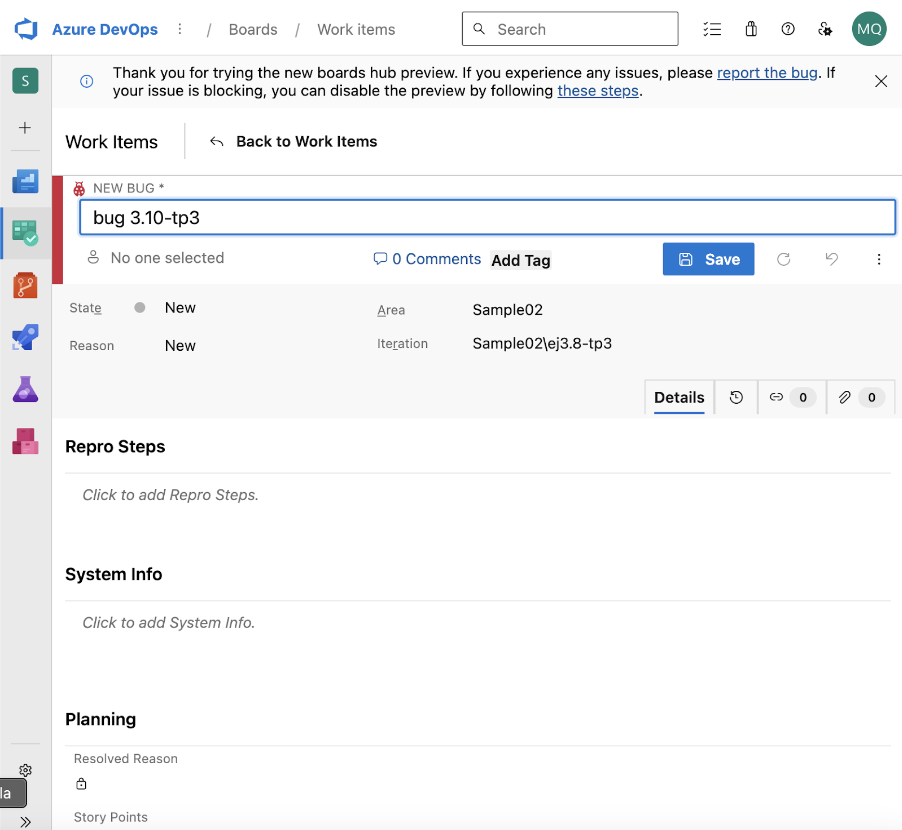 Azure DevOps / Boards / Work items Search MQ
S
Thank you for trying the new boards hub preview. If you experience any issues, please report the bug. If
your issue is blocking, you can disable the preview by following these steps.
Work Items Back to Work Items
NEW BUG *
bug 3.10-tp3
No one selected 0 Comments Add Tag Save
State New Area Sample02
Reason New Iteration Sample02\ej3.8-tp3
Details 0 0
Repro Steps
Click to add Repro Steps.
System Info
Click to add System Info.
Planning
Resolved Reason
la
Story Points